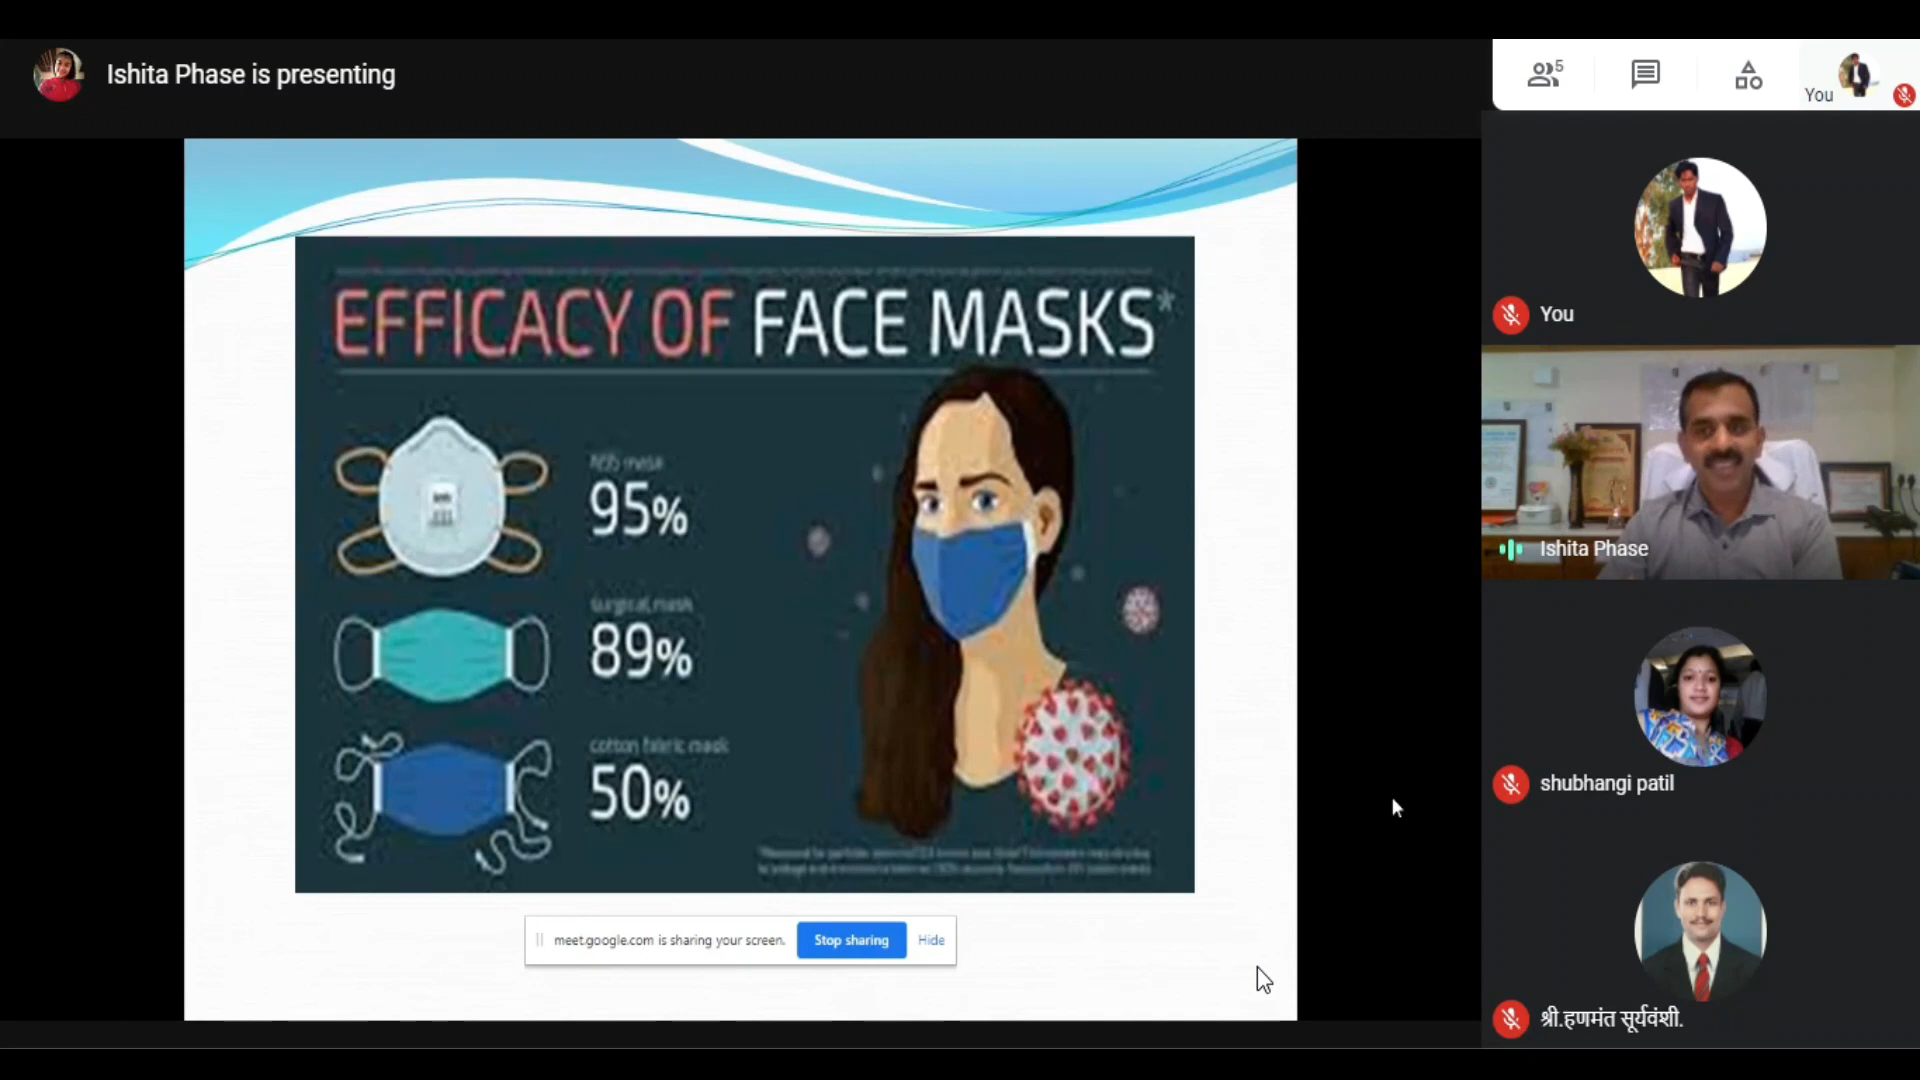 Ishita Phase is presenting
5
You
EFFICACY OF FACE MASKS*
N95 mask
95%
surgical mask
89%
cotton fabric mask
50%
meet.google.com is sharing your screen.
Stop sharing
Hide
You
Ishita Phase
shubhangi patil
श्री.हणमंत सूर्यवंशी.